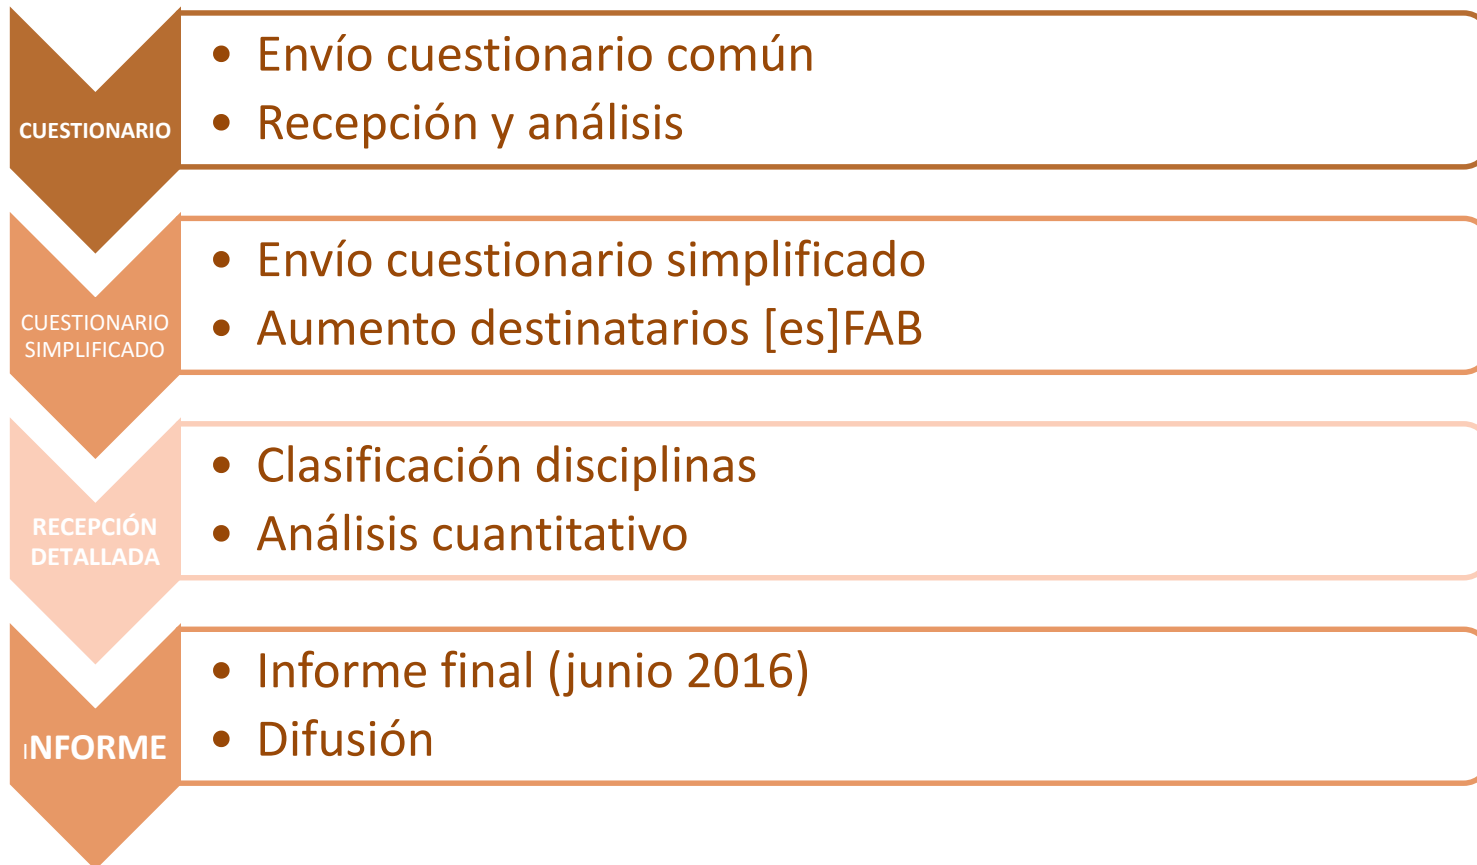 CUESTIONARIO
• Envío cuestionario común
• Recepción y análisis
CUESTIONARIO
SIMPLIFICADO
• Envío cuestionario simplificado
• Aumento destinatarios [es]FAB
RECEPCIÓN
DETALLADA
• Clasificación disciplinas
• Análisis cuantitativo
INFORME
• Informe final (junio 2016)
• Difusión